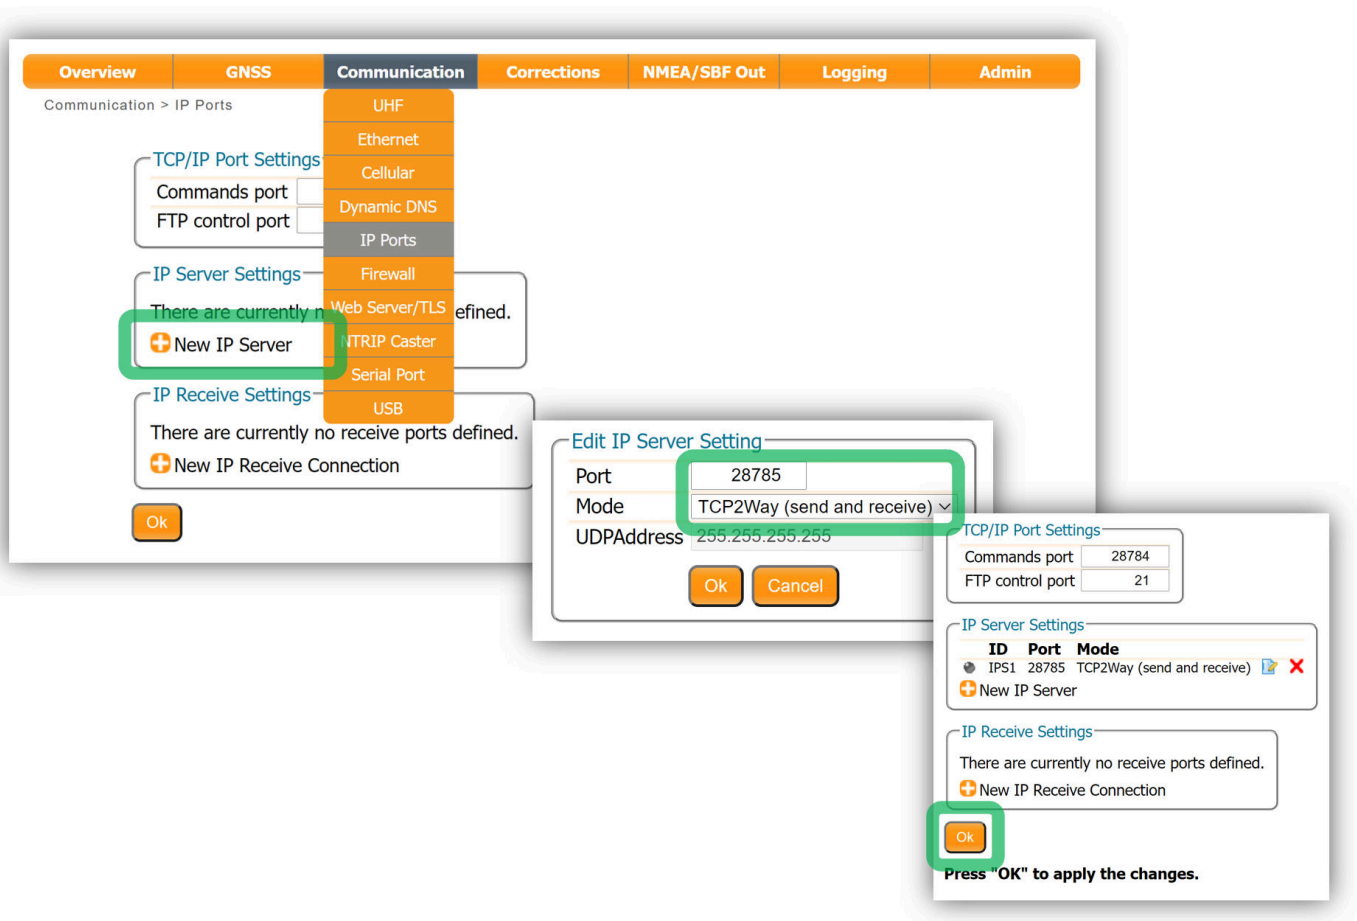 Overview GNSS Communication Corrections NMEA/SBF Out Logging Admin
Communication > IP Ports
UHF
Ethernet
Cellular
Dynamic DNS
IP Ports
Firewall
Web Server/TLS
NTRIP Caster
Serial Port
USB
TCP/IP Port Settings
Commands port
FTP control port
IP Server Settings
There are currently n efined.
New IP Server
IP Receive Settings
There are currently no receive ports defined.
New IP Receive Connection
Ok
Edit IP Server Setting
Port 28785
Mode TCP2Way (send and receive)
UDPAddress 255.255.255.255
Ok Cancel
TCP/IP Port Settings
Commands port 28784
FTP control port 21
IP Server Settings
ID Port Mode
IPS1 28785 TCP2Way (send and receive)
New IP Server
IP Receive Settings
There are currently no receive ports defined.
New IP Receive Connection
Ok
Press "OK" to apply the changes.